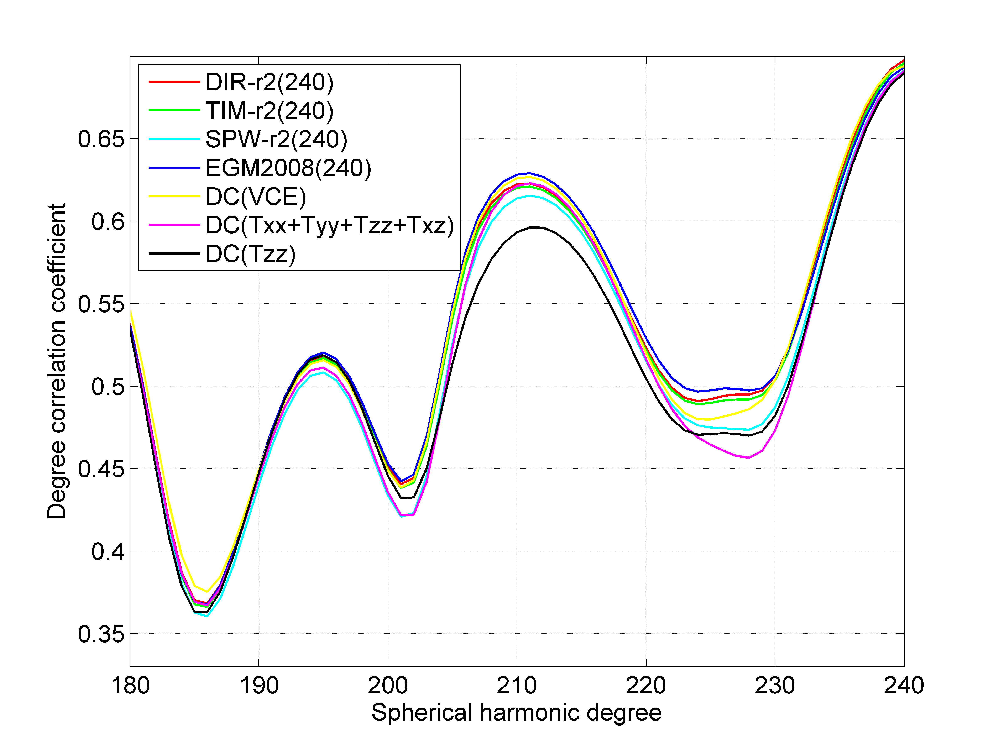 DIR-r2(240)
TIM-r2(240)
SPW-r2(240)
EGM2008(240)
DC(VCE)
DC(Txx+Tyy+Tzz+Txz)
DC(Tzz)
0.65
0.6
0.55
0.5
0.45
0.4
0.35
Degree correlation coefficient
180 190 200 210 220 230 240
Spherical harmonic degree